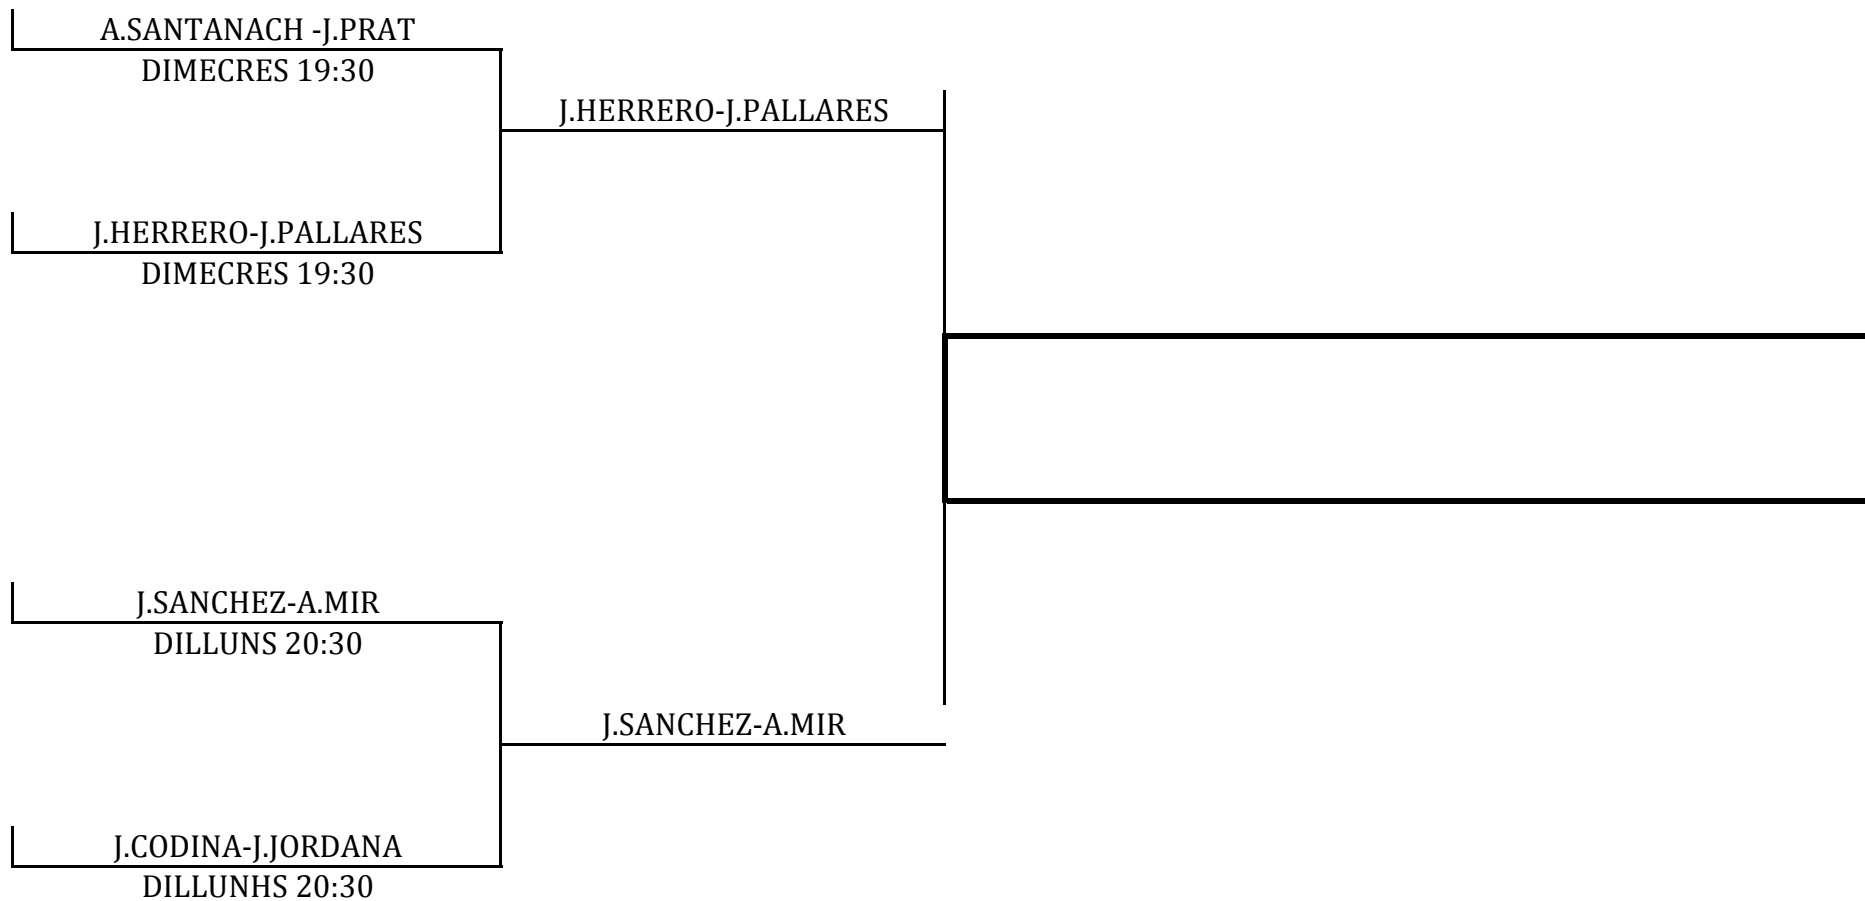 A.SANTANACH -J.PRAT
DIMECRES 19:30
J.HERRERO-J.PALLARES
J.HERRERO-J.PALLARES
DIMECRES 19:30
J.SANCHEZ-A.MIR
DILLUNS 20:30
J.SANCHEZ-A.MIR
J.CODINA-J.JORDANA
DILLUNHS 20:30